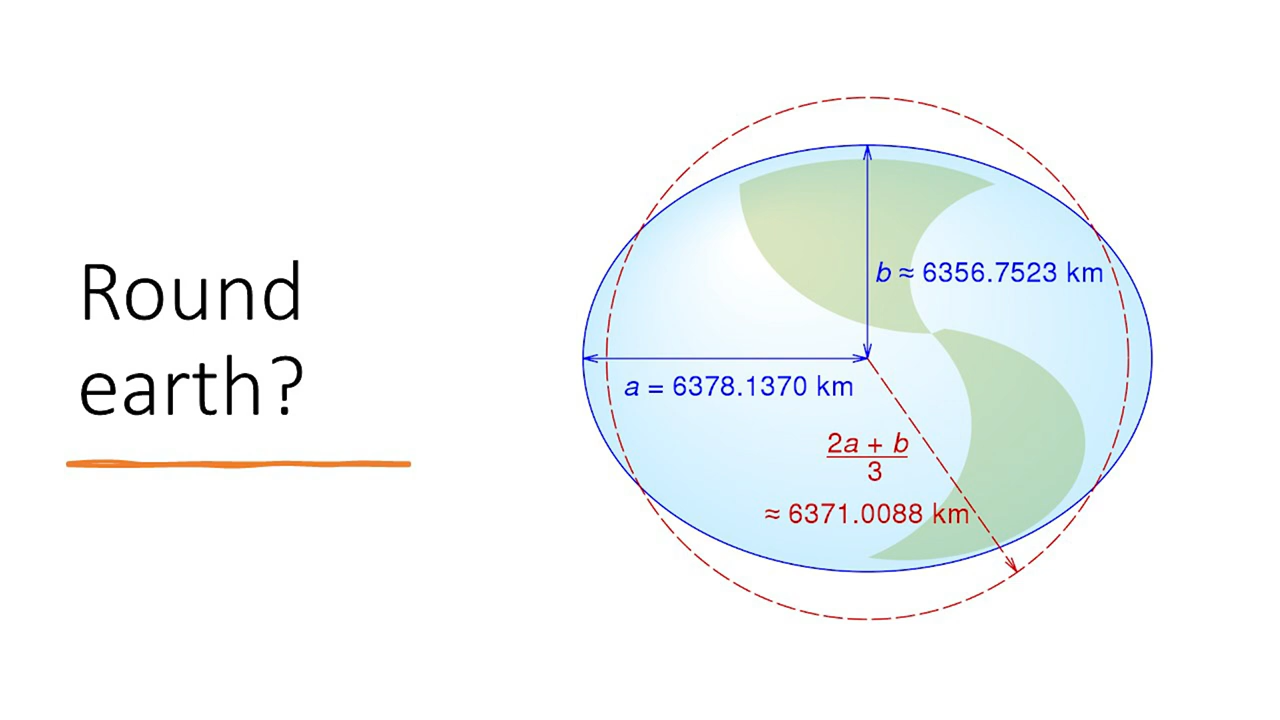 Round
earth?
b ≈ 6356.7523 km
a = 6378.1370 km
2a + b
3
≈ 6371.0088 km